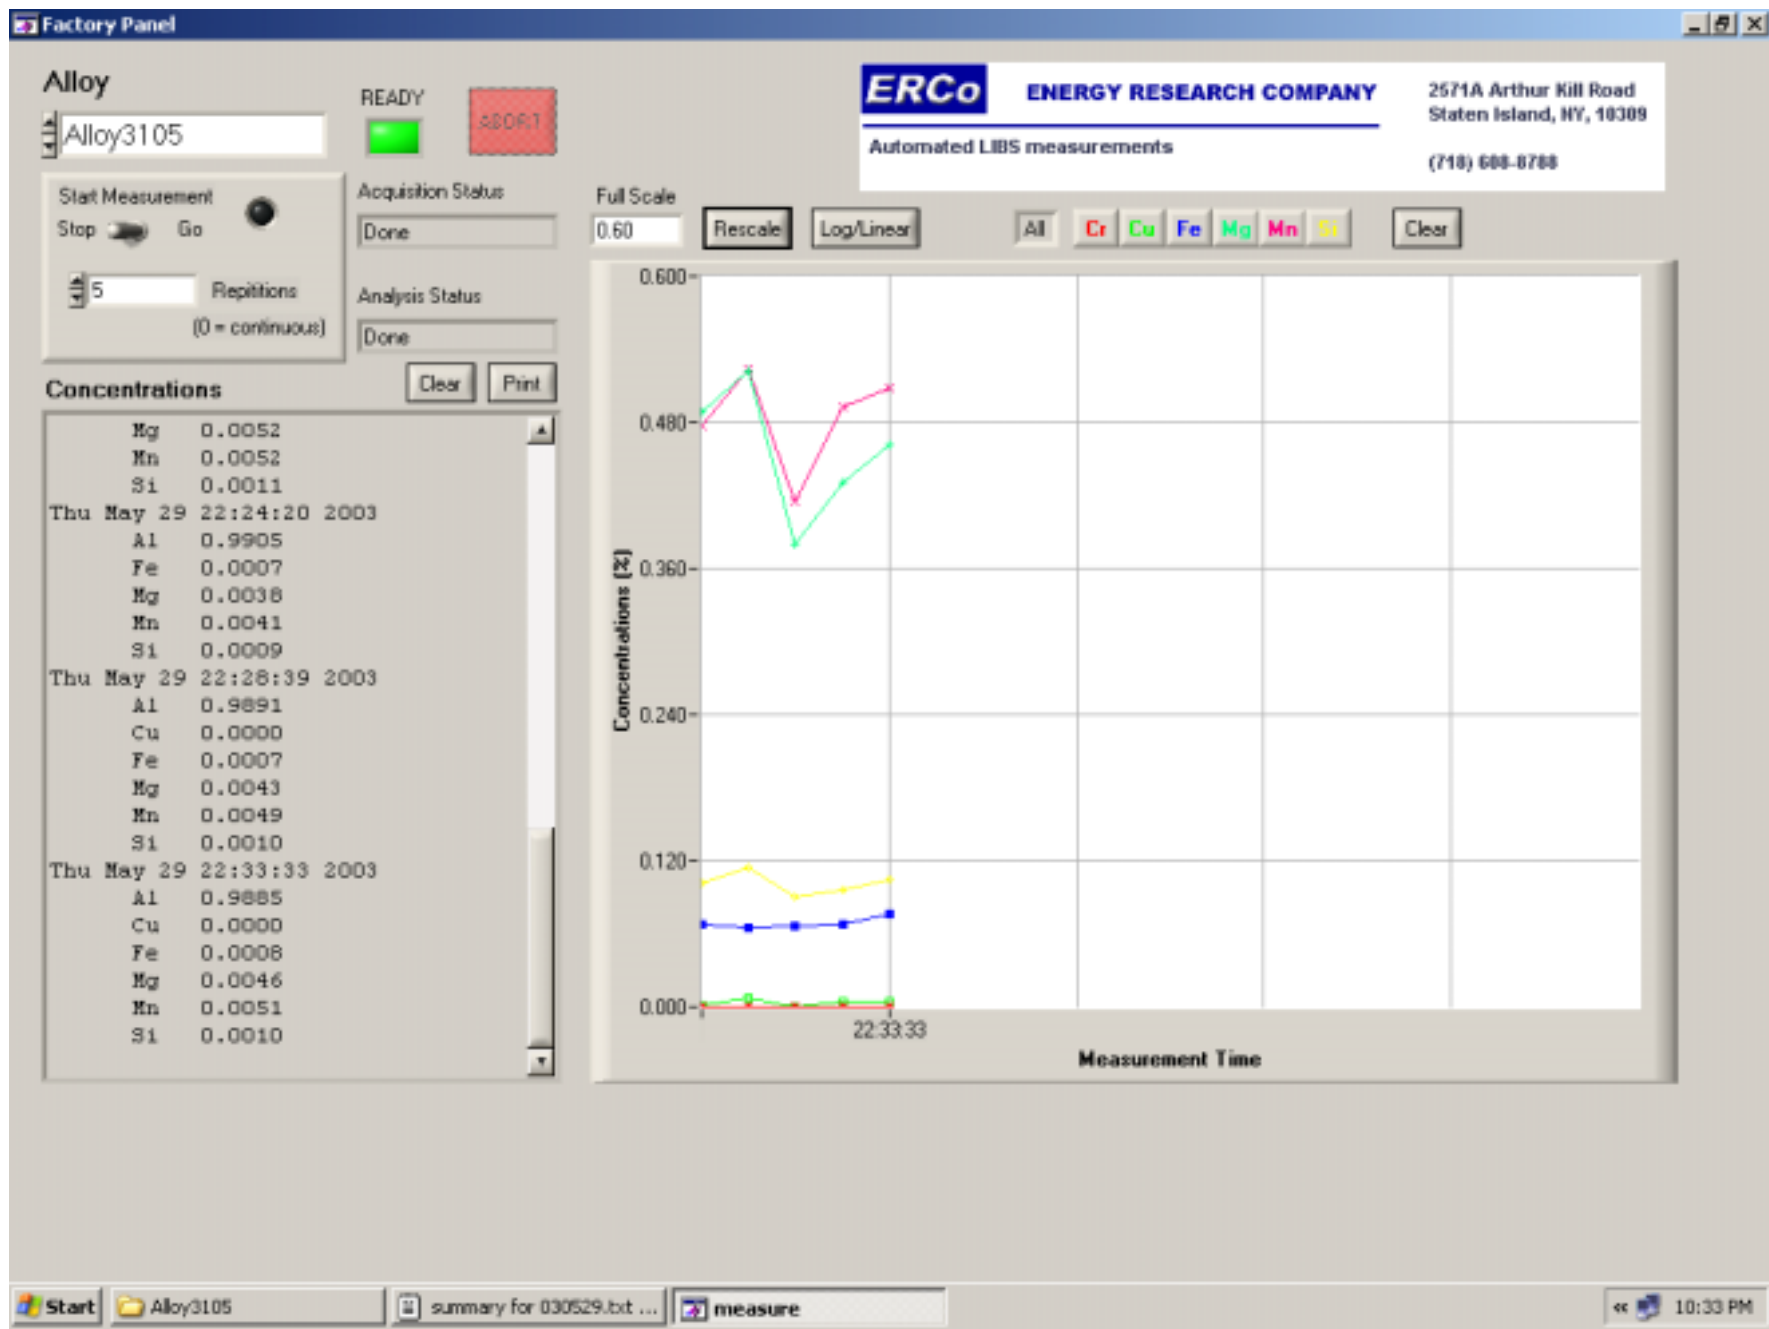 Factory Panel
Alloy
READY
ABORT
Alloy3105
ERCo
ENERGY RESEARCH COMPANY
Automated LIBS measurements
2571A Arthur Kill Road
Staten Island, NY, 10309
(718) 608-8788
Start Measurement
Stop Go
5 Repititions
(0 = continuous)
Acquisition Status
Done
Analysis Status
Done
Full Scale
0.60 Rescale Log/Linear All Cr Cu Fe Mg Mn Si Clear
Concentrations
Clear Print
Mg 0.0052
Mn 0.0052
Si 0.0011
Thu May 29 22:24:20 2003
Al 0.9905
Fe 0.0007
Mg 0.0038
Mn 0.0041
Si 0.0009
Thu May 29 22:28:39 2003
Al 0.9891
Cu 0.0000
Fe 0.0007
Mg 0.0043
Mn 0.0049
Si 0.0010
Thu May 29 22:33:33 2003
Al 0.9885
Cu 0.0000
Fe 0.0008
Mg 0.0046
Mn 0.0051
Si 0.0010
Concentrations (%)
0.600
0.480
0.360
0.240
0.120
0.000
22:33:33
Measurement Time
Start Alloy3105 summary for 030529.txt ... measure « 10:33 PM